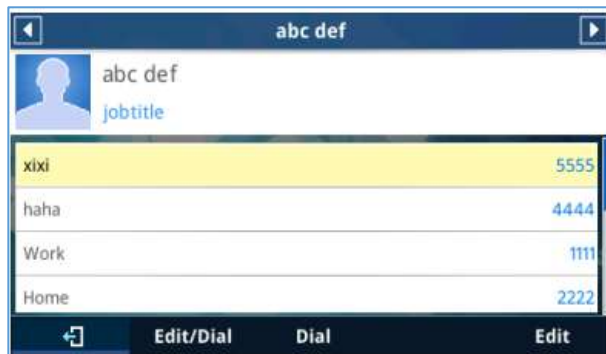 abc def
abc def
jobtitle
xixi 5555
haha 4444
Work 1111
Home 2222
Edit/Dial Dial Edit